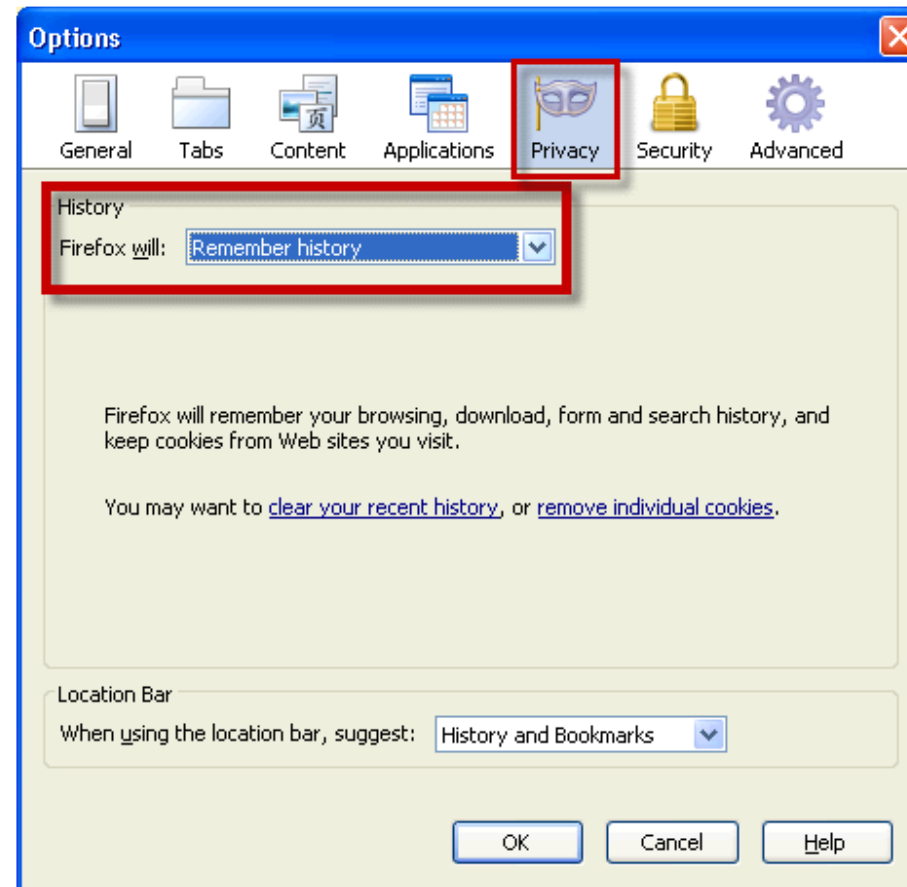 Options
General Tabs Content Applications Privacy Security Advanced
页
History
Firefox will: Remember history
Firefox will remember your browsing, download, form and search history, and
keep cookies from Web sites you visit.
You may want to clear your recent history, or remove individual cookies.
Location Bar
When using the location bar, suggest: History and Bookmarks
OK Cancel Help